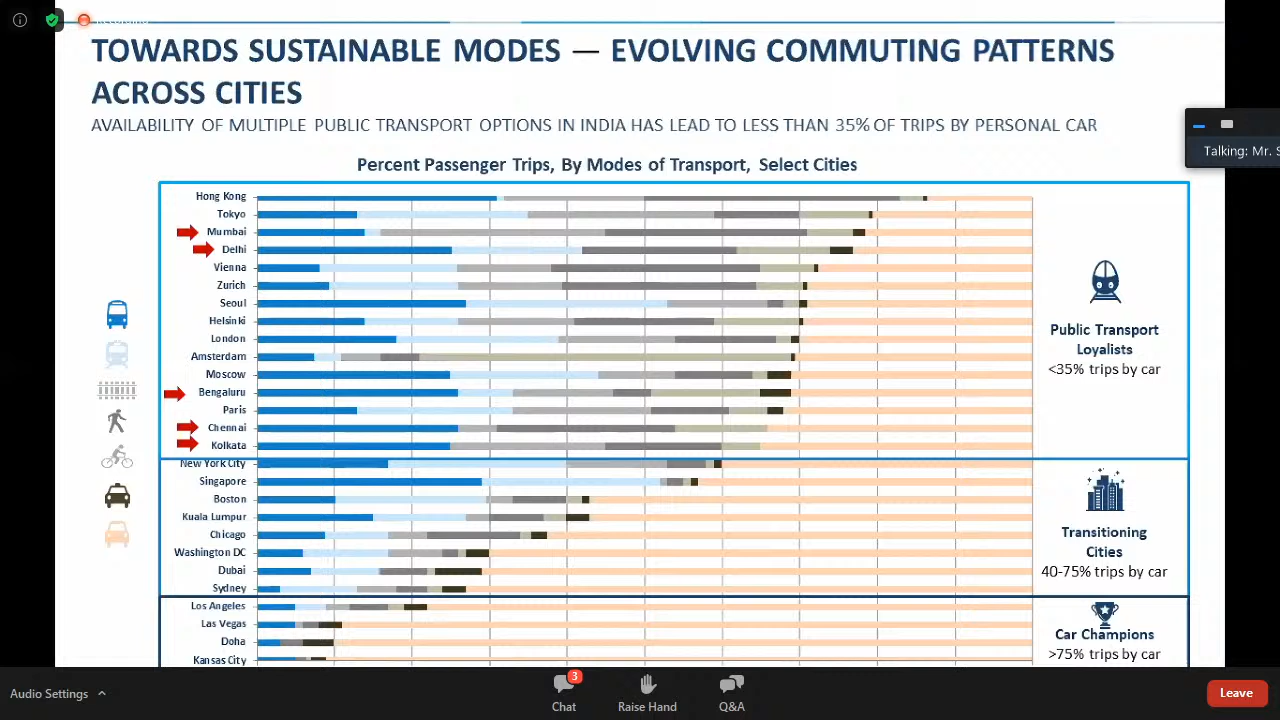 TOWARDS SUSTAINABLE MODES — EVOLVING COMMUTING PATTERNS
ACROSS CITIES
AVAILABILITY OF MULTIPLE PUBLIC TRANSPORT OPTIONS IN INDIA HAS LEAD TO LESS THAN 35% OF TRIPS BY PERSONAL CAR
Talking: Mr. S
Percent Passenger Trips, By Modes of Transport, Select Cities
Hong Kong
Tokyo
Mumbai
Delhi
Vienna
Zurich
Seoul
Helsinki
London
Amsterdam
Moscow
Bengaluru
Paris
Chennai
Kolkata
Public Transport
Loyalists
<35% trips by car
New York City
Singapore
Boston
Kuala Lumpur
Chicago
Washington DC
Dubai
Sydney
Transitioning
Cities
40-75% trips by car
Los Angeles
Las Vegas
Doha
Kansas City
Car Champions
>75% trips by car
Audio Settings
3
Chat
Raise Hand
Q&A
Leave